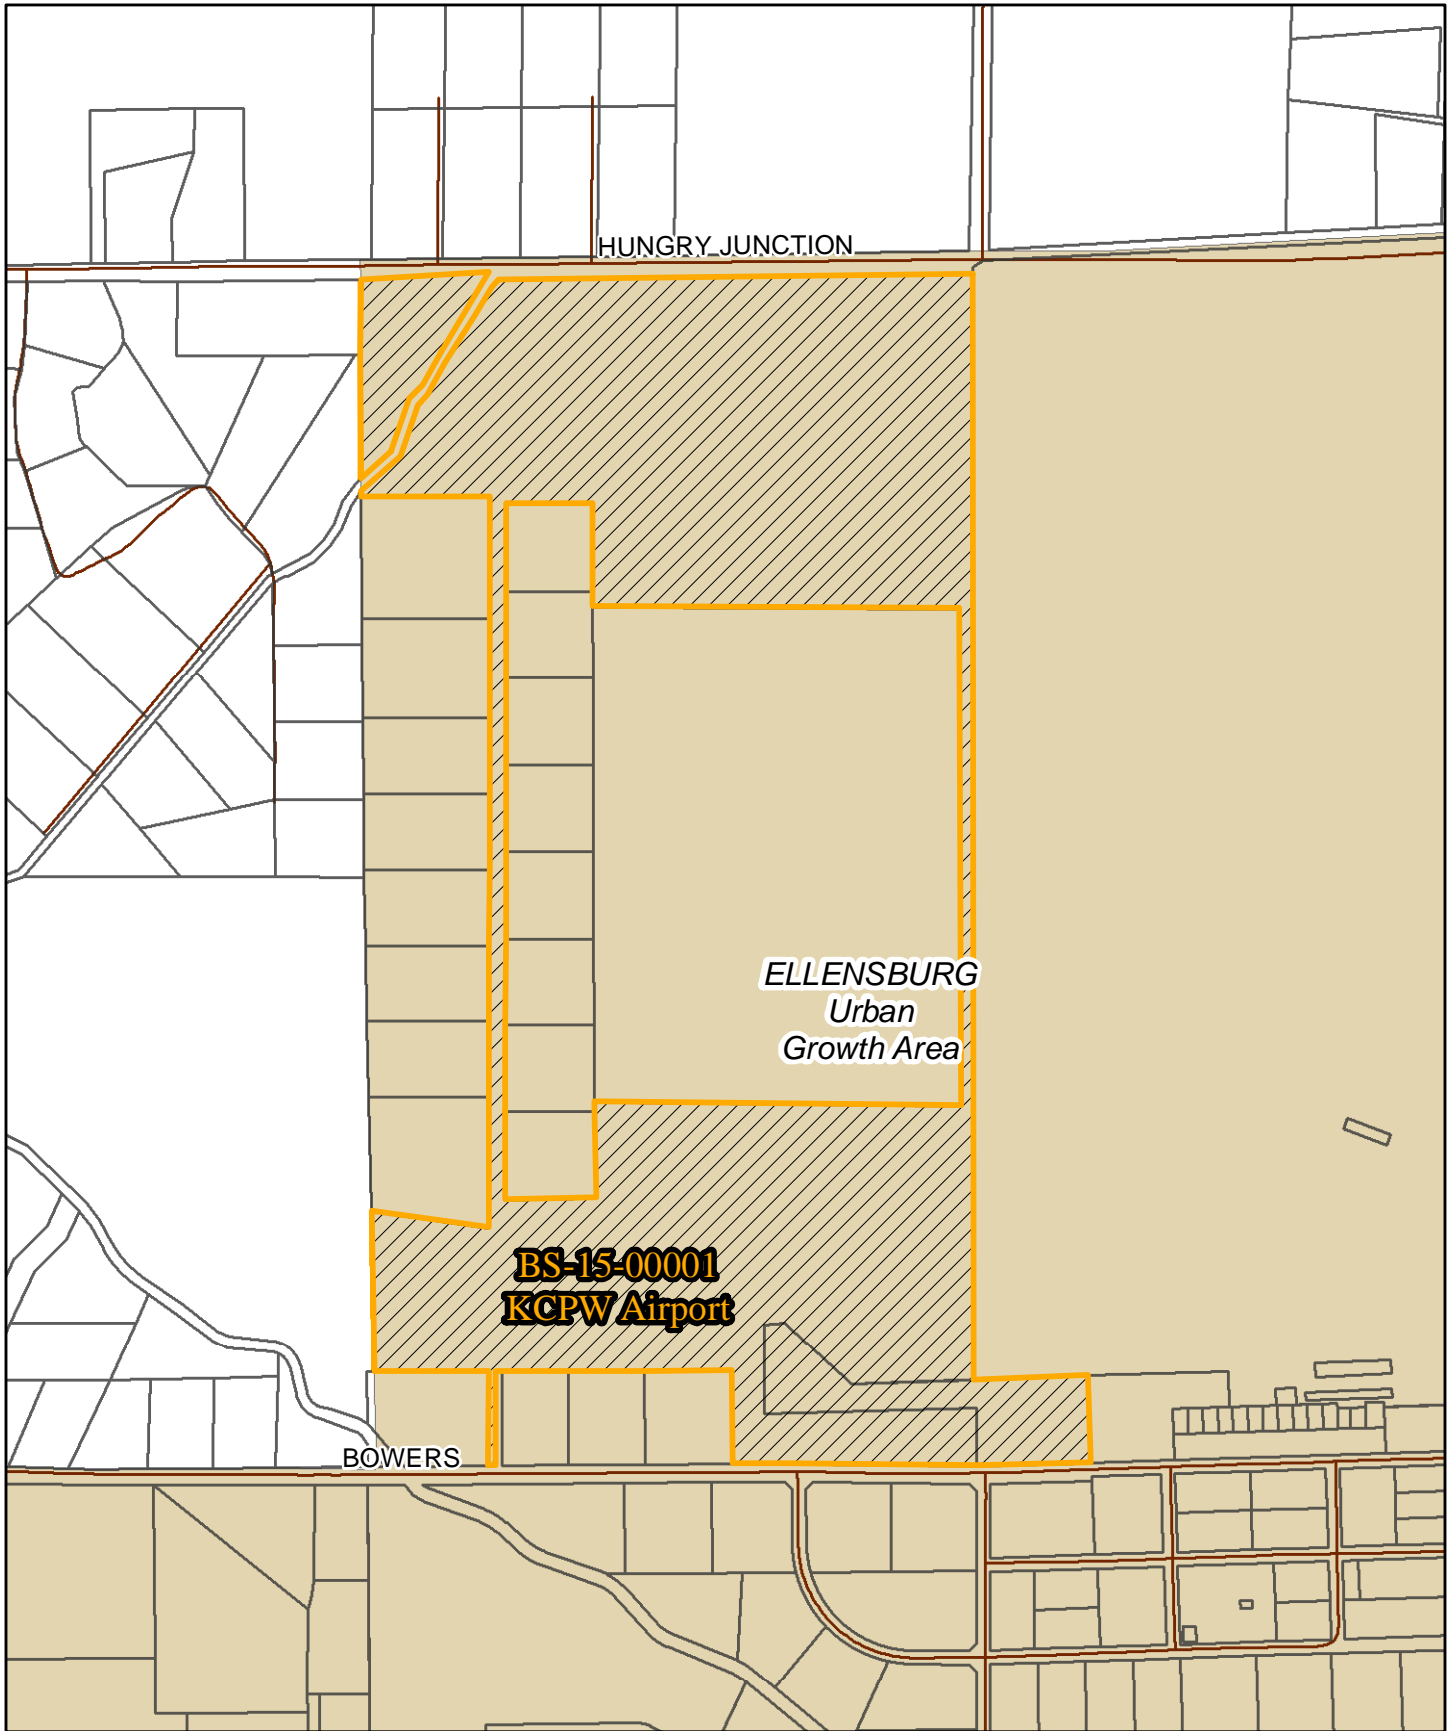 HUNGRY JUNCTION
ELLENSBURG
Urban
Growth Area
BS-15-00001
KCPW Airport
BOWERS